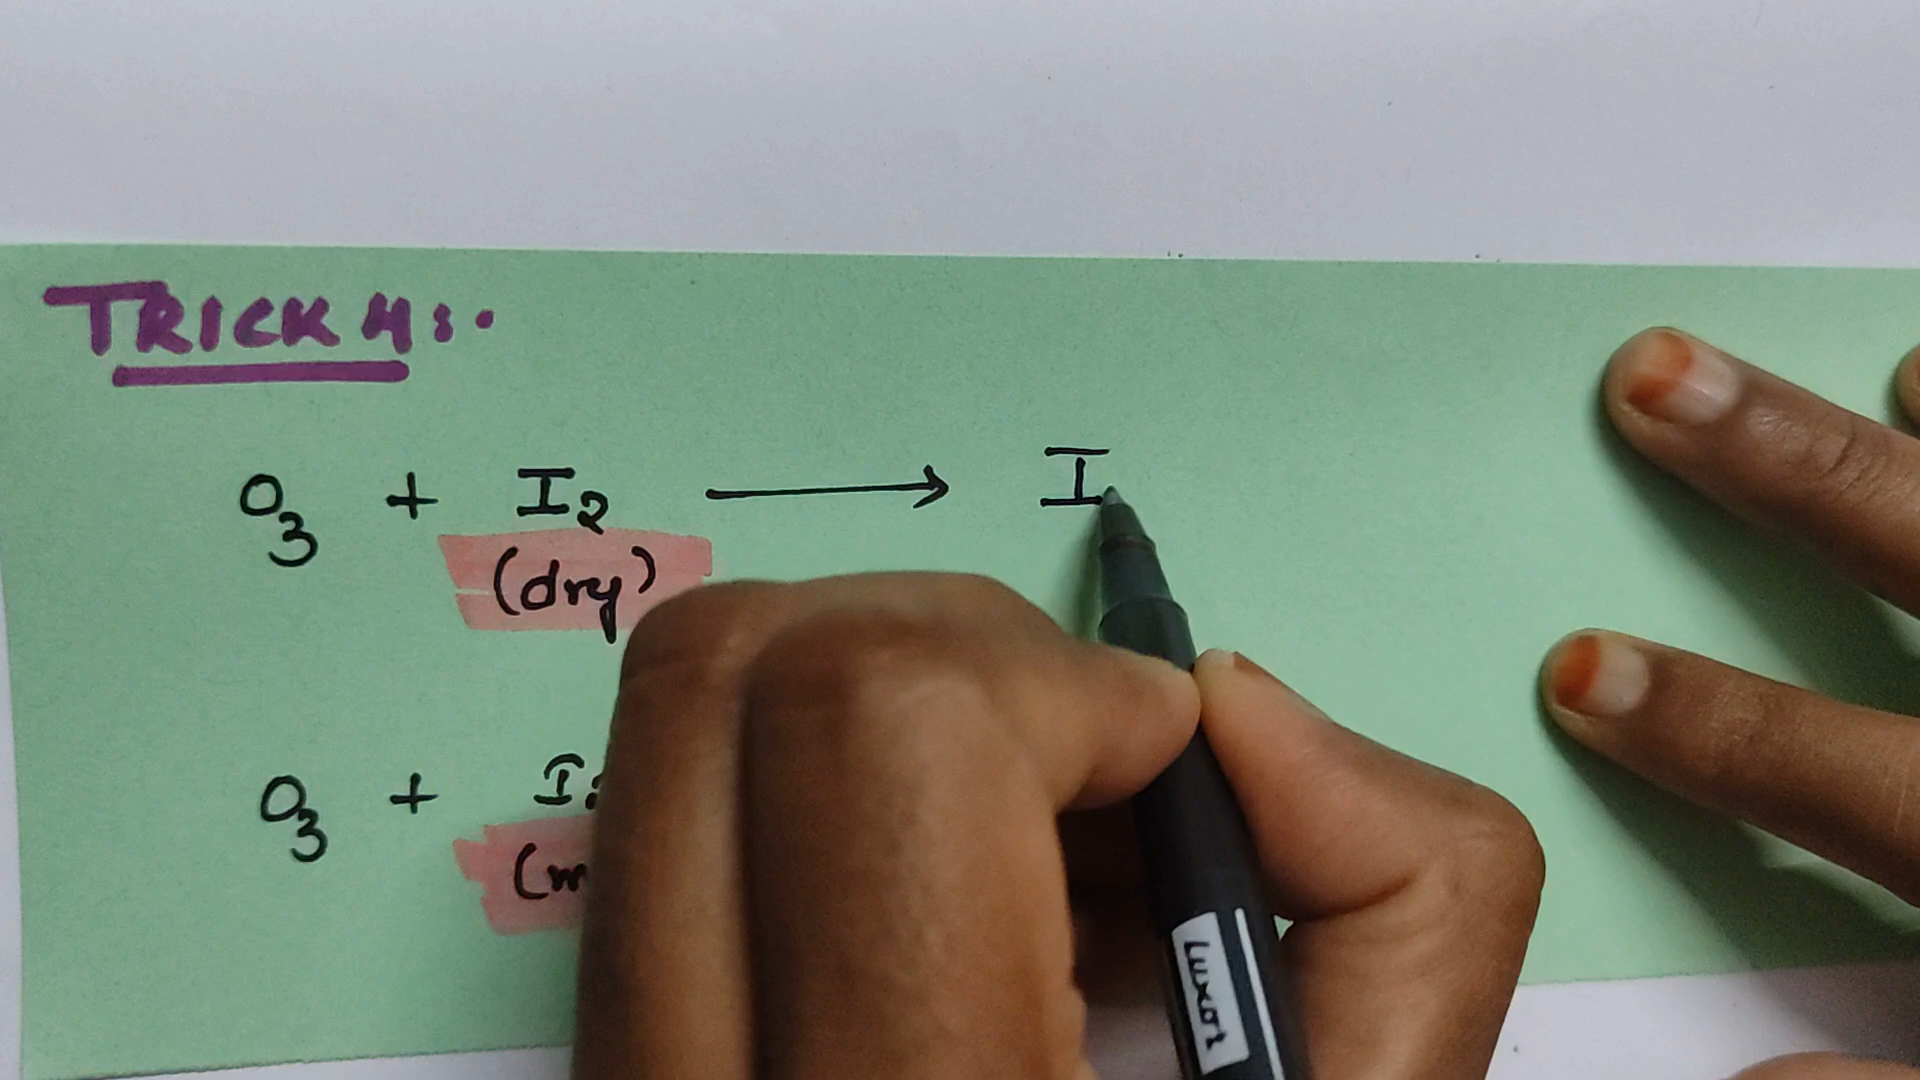 TRICK 4:.
O3 + I2 ⟶ I
(dry)
O3 + I
(m
Luxor